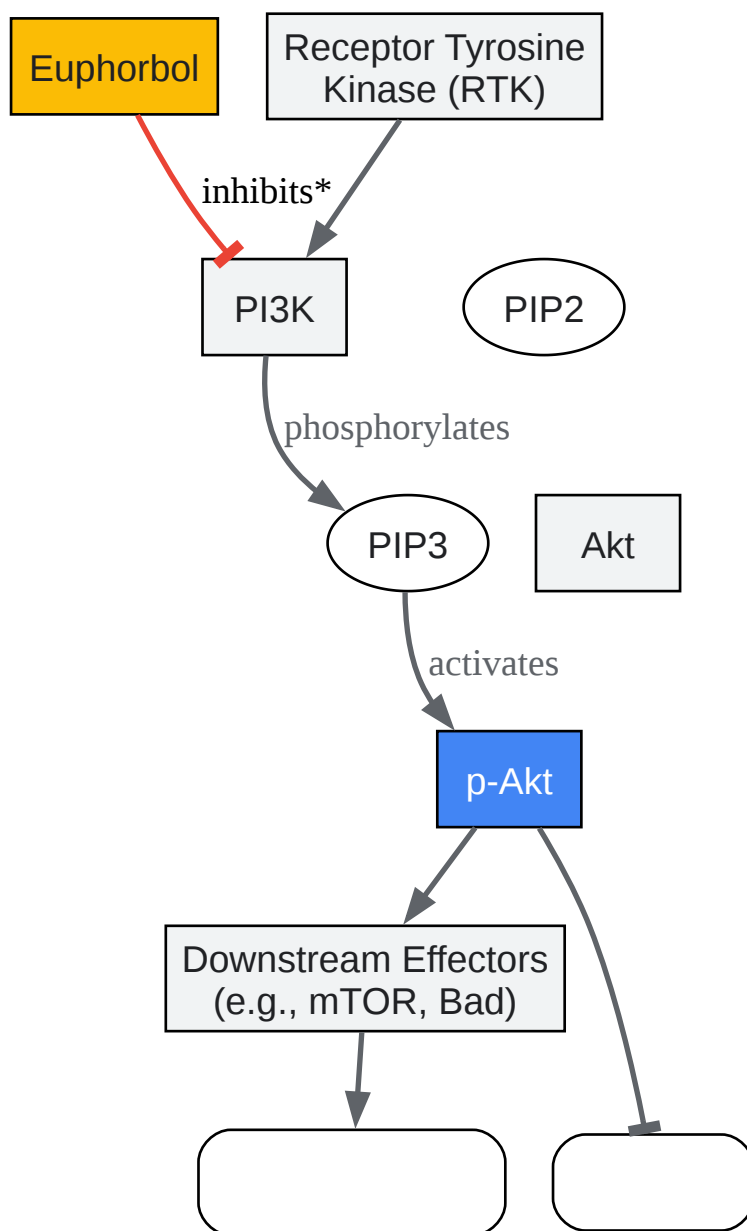 Euphorbol
Receptor Tyrosine
Kinase (RTK)
inhibits*
PI3K
PIP2
phosphorylates
PIP3
Akt
activates
p-Akt
Downstream Effectors
(e.g., mTOR, Bad)